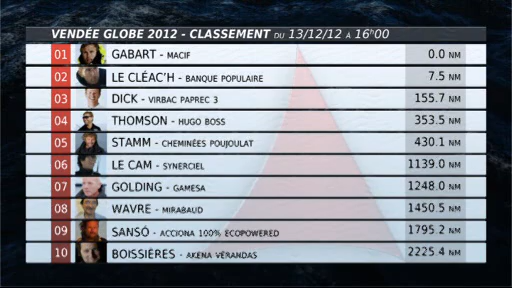 VENDÉE GLOBE 2012 - CLASSEMENT DU 13/12/12 À 16h00
01 GABART - MACIF 0.0 NM
02 LE CLÉAC'H - BANQUE POPULAIRE 7.5 NM
03 DICK - VIRBAC PAPREC 3 155.7 NM
04 THOMSON - HUGO BOSS 353.5 NM
05 STAMM - CHEMINÉES POUJOULAT 430.1 NM
06 LE CAM - SYNERCIEL 1139.0 NM
07 GOLDING - GAMESA 1248.0 NM
08 WAVRE - MIRABAUD 1450.5 NM
09 SANSÓ - ACCIONA 100% ECOPOWERED 1795.2 NM
10 BOISSIÈRES - AKENA VÉRANDAS 2225.4 NM